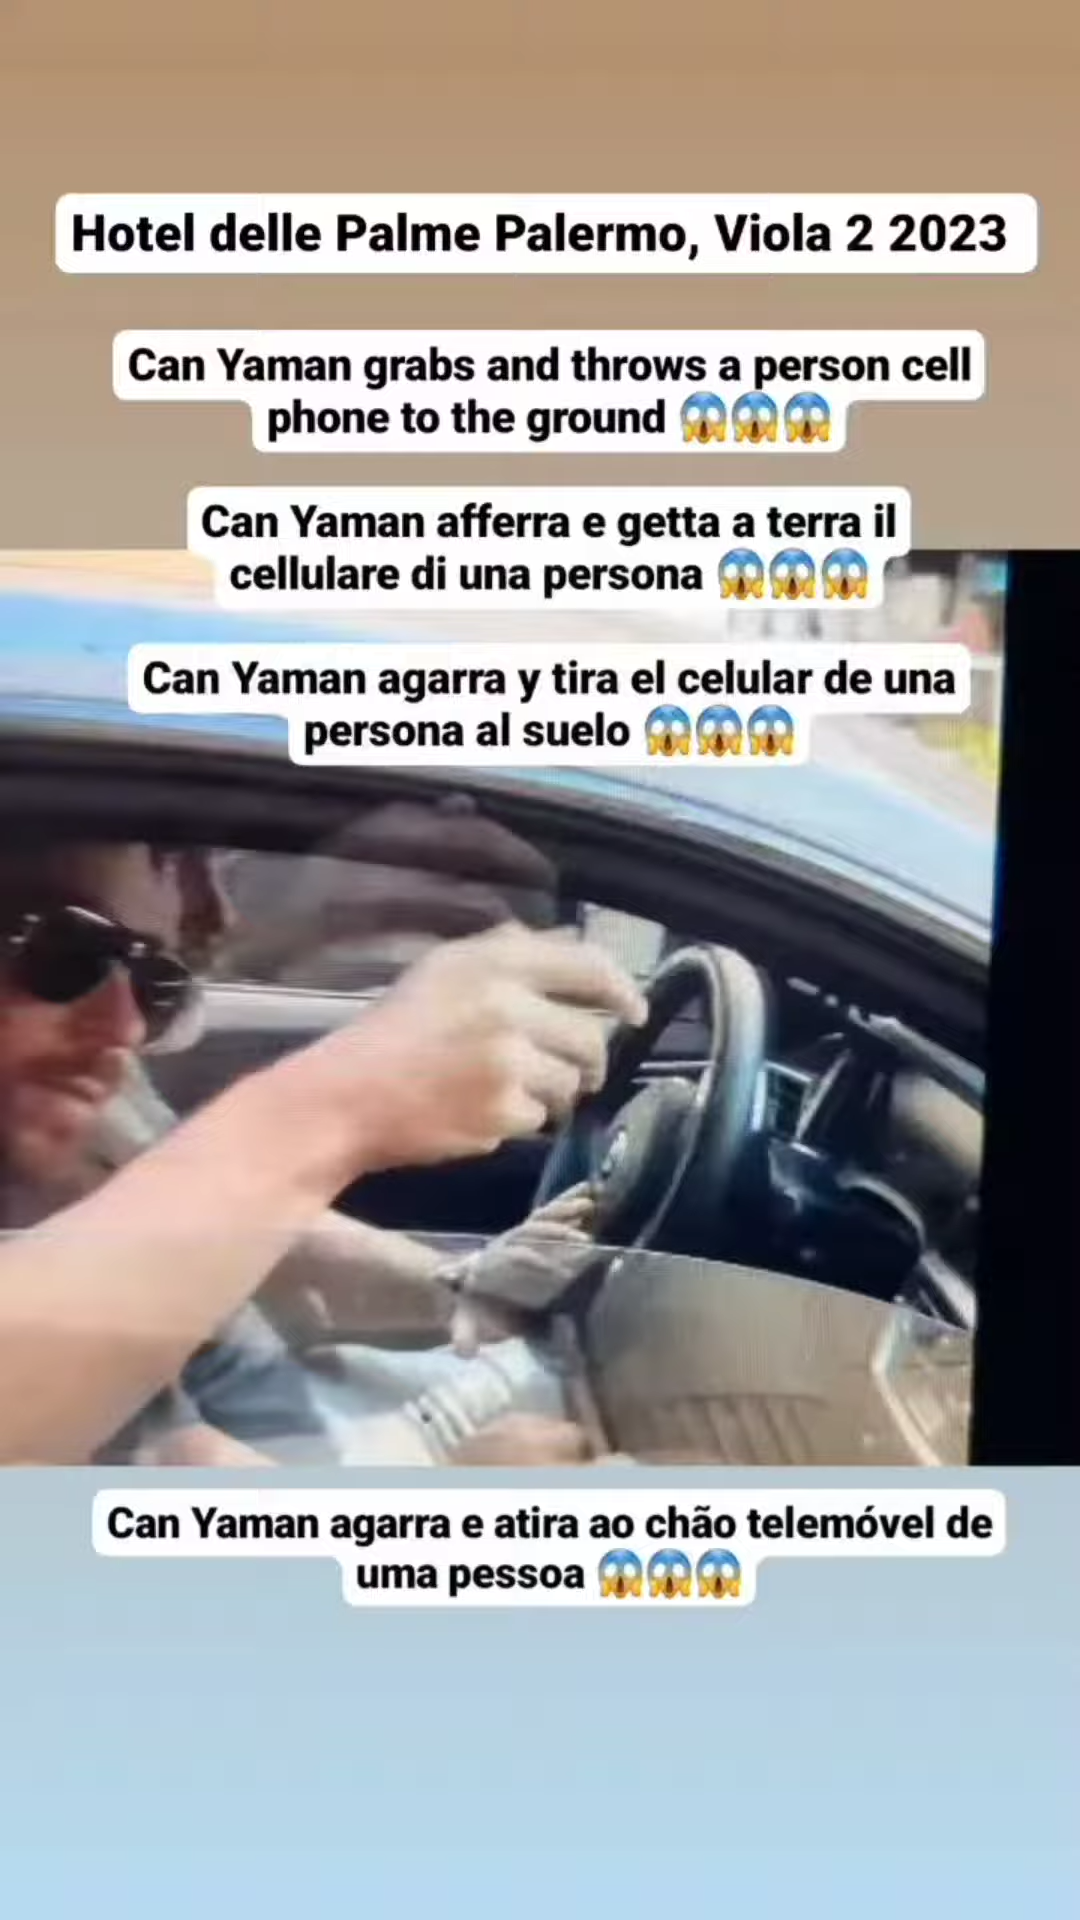 Hotel delle Palme Palermo, Viola 2 2023
Can Yaman grabs and throws a person cell
phone to the ground 😱😱😱
Can Yaman afferra e getta a terra il
cellulare di una persona 😱😱😱
Can Yaman agarra y tira el celular de una
persona al suelo 😱😱😱
Can Yaman agarra e atira ao chão telemóvel de
uma pessoa 😱😱😱